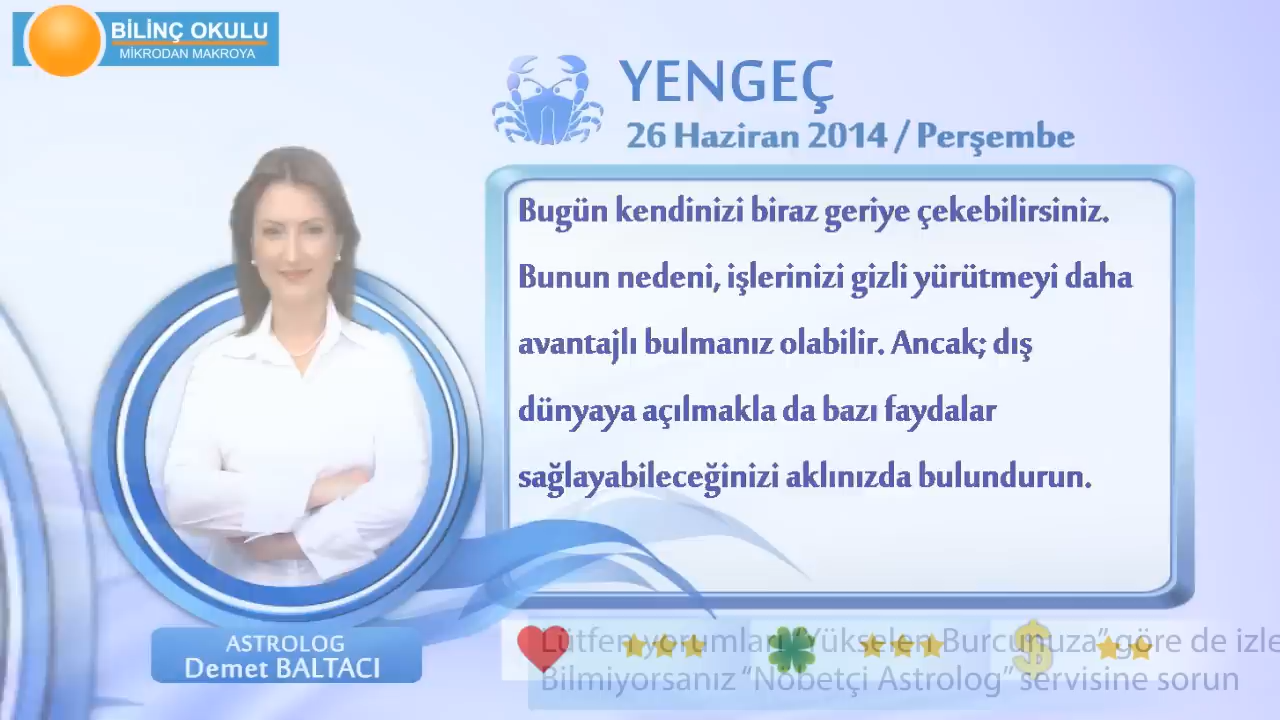 BİLİNÇ OKULU
MİKRODAN MAKROYA
YENGEÇ
26 Haziran 2014 / Perşembe
Bugün kendinizi biraz geriye çekebilirsiniz.
Bunun nedeni, işlerinizi gizli yürütmeyi daha
avantajlı bulmanız olabilir. Ancak; dış
dünyaya açılmakla da bazı faydalar
sağlayabileceğinizi aklınızda bulundurun.
ASTROLOG
Demet BALTACI
Lütfen yorumları “Yükselen Burcunuza” göre de izle
Bilmiyorsanız “Nöbetçi Astrolog” servisine sorun